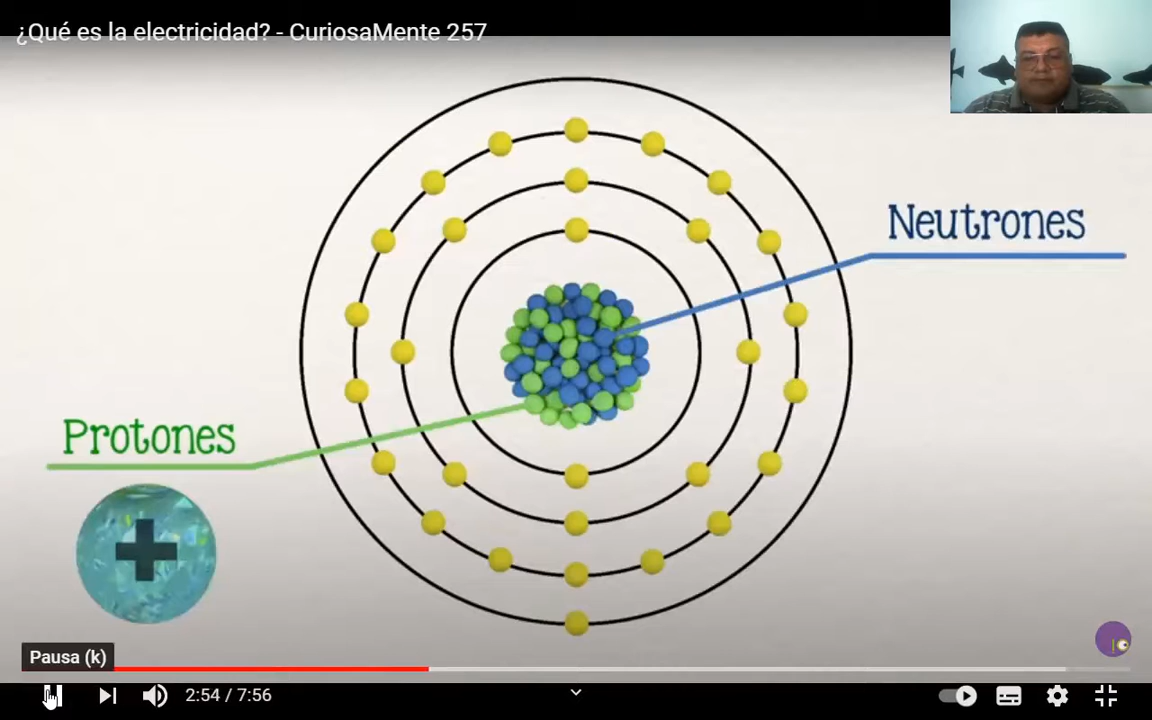 ¿Qué es la electricidad? - CuriosaMente 257
Neutrones
Protones
Pausa (k)
2:54 / 7:56